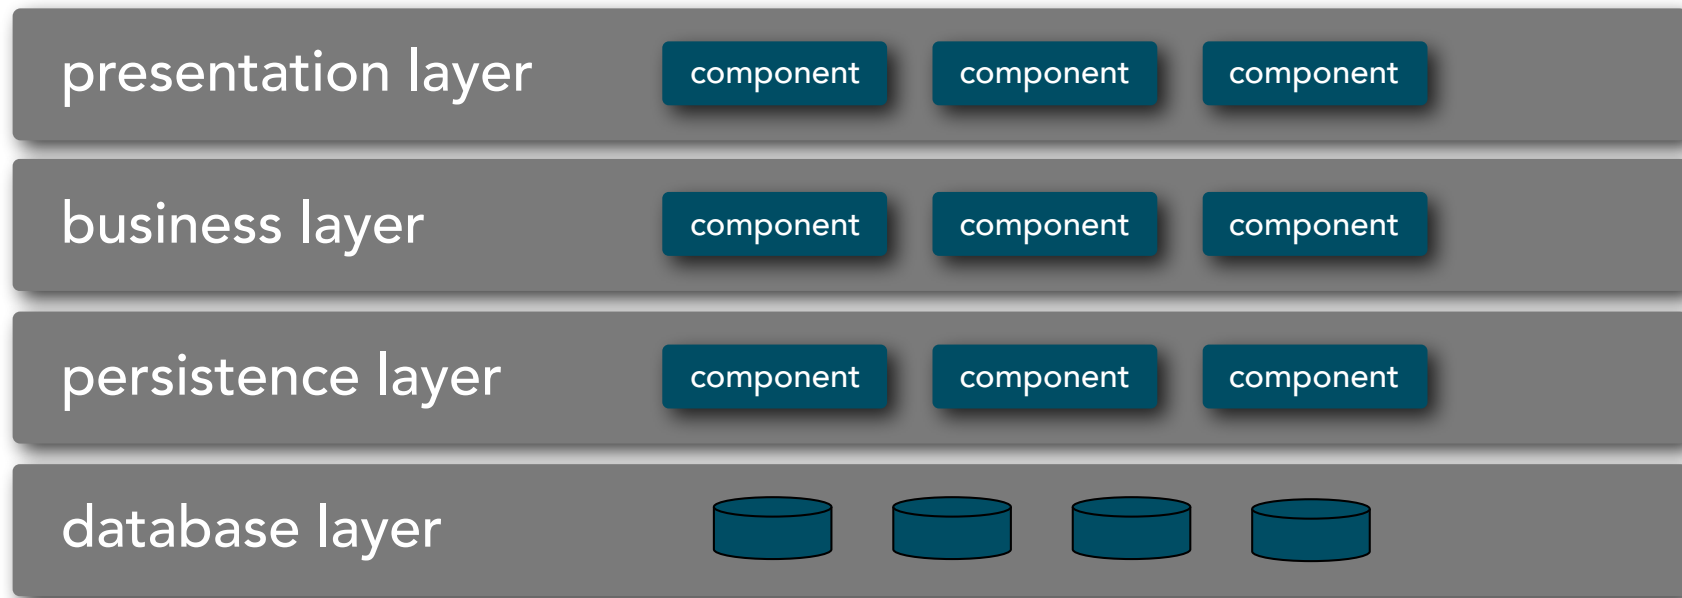 presentation layer
component component component
business layer
component component component
persistence layer
component component component
database layer